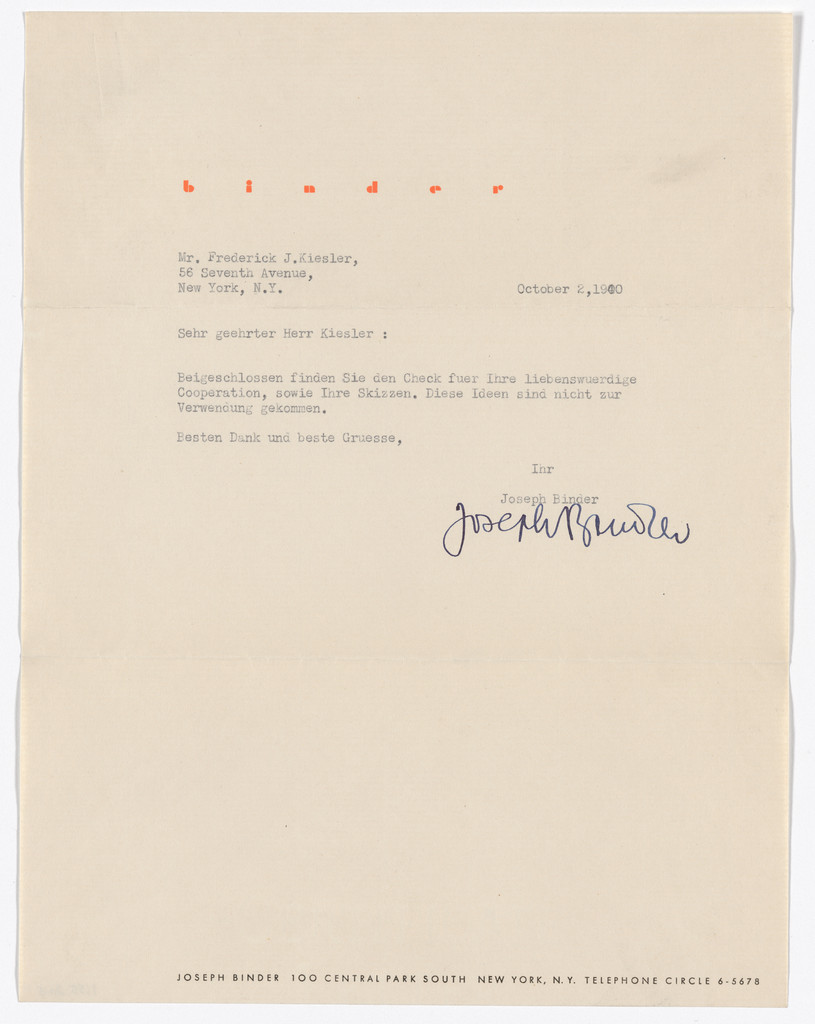 binder
Mr. Frederick J.Kiesler,
56 Seventh Avenue,
New York, N.Y. October 2,1940
Sehr geehrter Herr Kiesler :
Beigeschlossen finden Sie den Check fuer Ihre liebenswuerdige
Cooperation, sowie Ihre Skizzen. Diese Ideen sind nicht zur
Verwendung gekommen.
Besten Dank und beste Gruesse,
Ihr
Joseph Binder
Joseph Binder
JOSEPH BINDER 100 CENTRAL PARK SOUTH NEW YORK, N.Y. TELEPHONE CIRCLE 6-5678